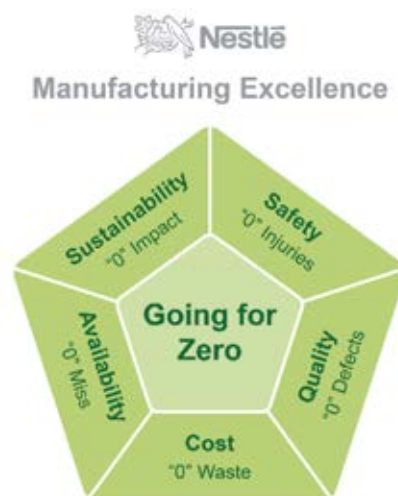 Nestlé
Manufacturing Excellence
Sustainability
"0" Impact
Safety
"0" Injuries
Going for
Zero
Availability
"0" Miss
Quality
"0" Defects
Cost
"0" Waste